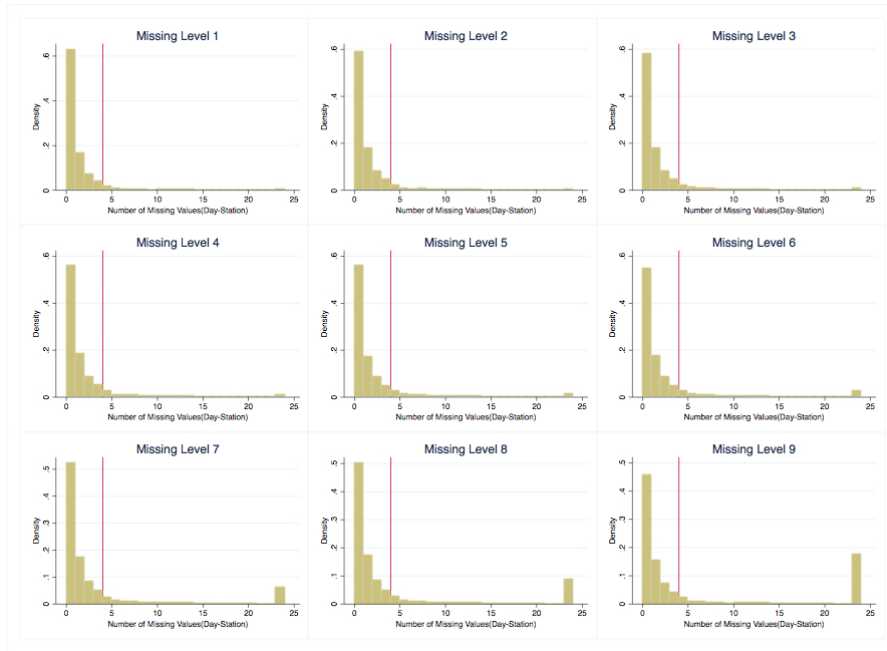 Missing Level 1
Density
0 .2 .4 .6
0 5 10 15 20 25
Number of Missing Values(Day-Station)
Missing Level 2
Density
0 .2 .4 .6
0 5 10 15 20 25
Number of Missing Values(Day-Station)
Missing Level 3
Density
0 .2 .4 .6
0 5 10 15 20 25
Number of Missing Values(Day-Station)
Missing Level 4
Density
0 .2 .4 .6
0 5 10 15 20 25
Number of Missing Values(Day-Station)
Missing Level 5
Density
0 .2 .4 .6
0 5 10 15 20 25
Number of Missing Values(Day-Station)
Missing Level 6
Density
0 .2 .4 .6
0 5 10 15 20 25
Number of Missing Values(Day-Station)
Missing Level 7
Density
0 .1 .2 .3 .4 .5
0 5 10 15 20 25
Number of Missing Values(Day-Station)
Missing Level 8
Density
0 .1 .2 .3 .4 .5
0 5 10 15 20 25
Number of Missing Values(Day-Station)
Missing Level 9
Density
0 .1 .2 .3 .4 .5
0 5 10 15 20 25
Number of Missing Values(Day-Station)